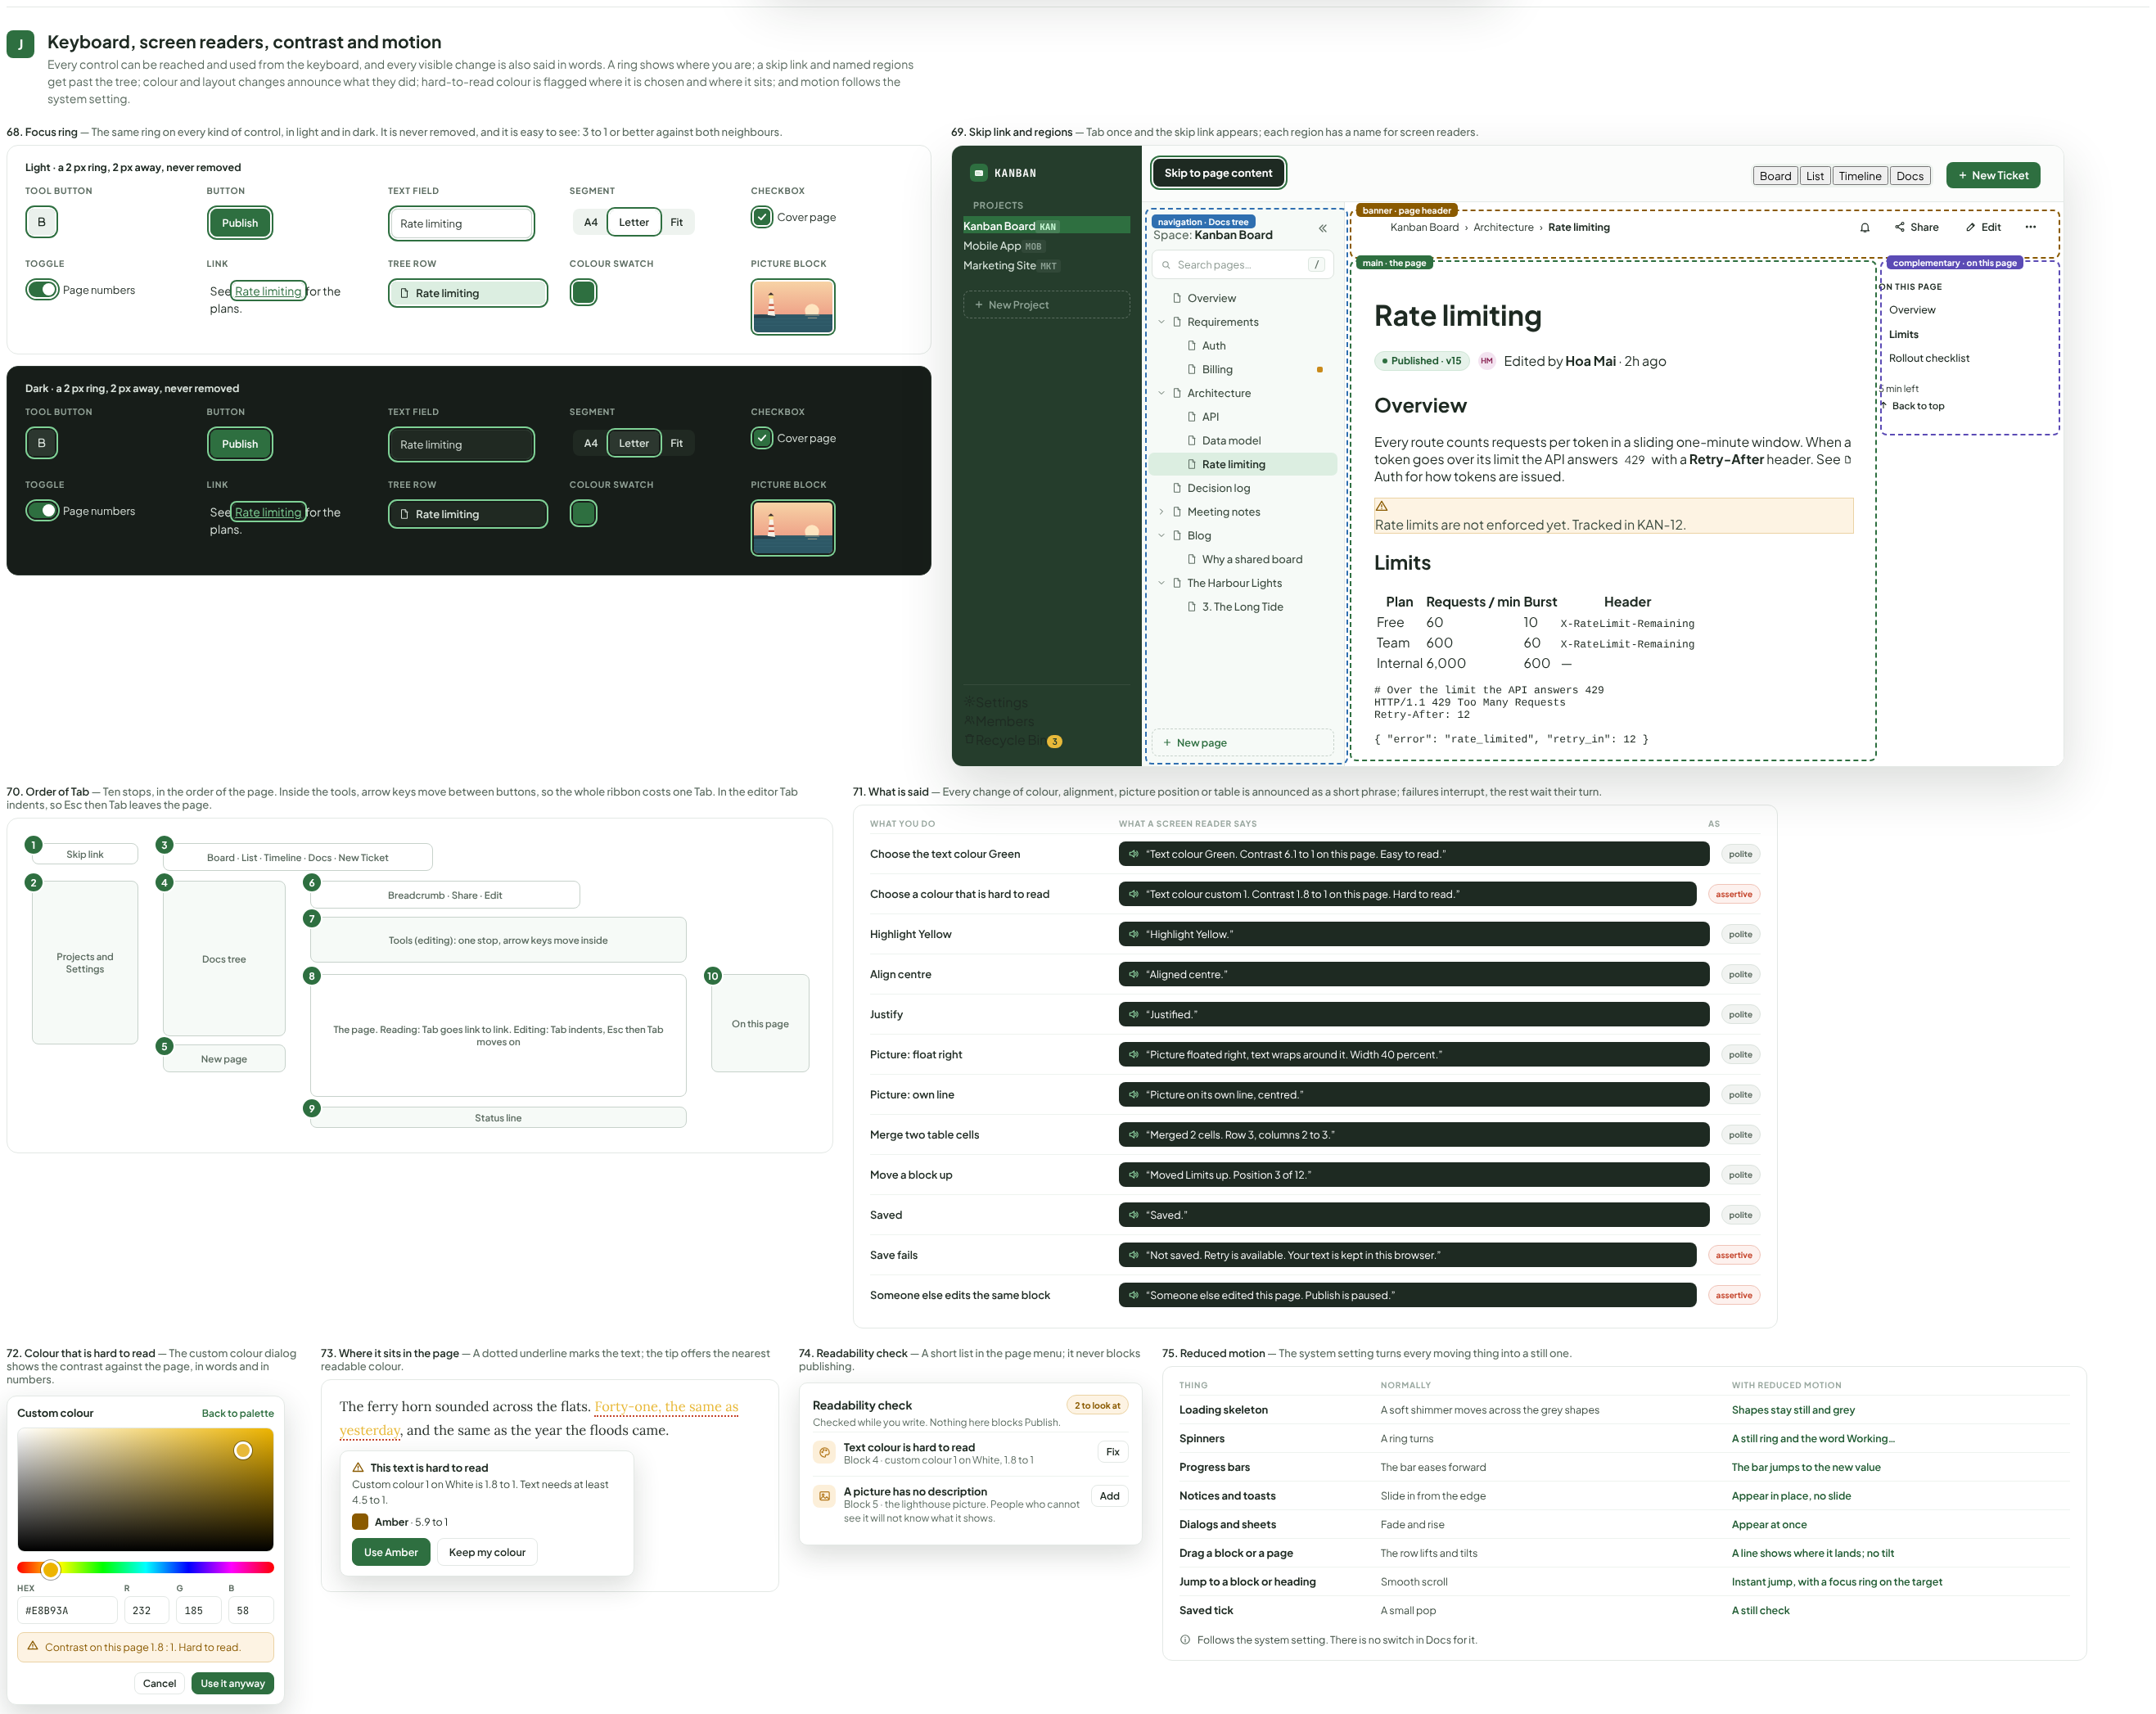 J
Keyboard, screen readers, contrast and motion
Every control can be reached and used from the keyboard, and every visible change is also said in words. A ring shows where you are; a skip link and named regions
get past the tree; colour and layout changes announce what they did; hard-to-read colour is flagged where it is chosen and where it sits; and motion follows the
system setting.
68. Focus ring — The same ring on every kind of control, in light and in dark. It is never removed, and it is easy to see: 3 to 1 or better against both neighbours.
Light · a 2 px ring, 2 px away, never removed
TOOL BUTTON
BUTTON
TEXT FIELD
SEGMENT
CHECKBOX
B
Publish
Rate limiting
A4 Letter Fit
Cover page
TOGGLE
LINK
TREE ROW
COLOUR SWATCH
PICTURE BLOCK
Page numbers
See Rate limiting for the
plans.
Rate limiting
Dark · a 2 px ring, 2 px away, never removed
TOOL BUTTON
BUTTON
TEXT FIELD
SEGMENT
CHECKBOX
B
Publish
Rate limiting
A4 Letter Fit
Cover page
TOGGLE
LINK
TREE ROW
COLOUR SWATCH
PICTURE BLOCK
Page numbers
See Rate limiting for the
plans.
Rate limiting
69. Skip link and regions — Tab once and the skip link appears; each region has a name for screen readers.
KANBAN
PROJECTS
Kanban Board KAN
Mobile App MOB
Marketing Site MKT
+ New Project
Settings
Members
Recycle Bin 3
Skip to page content
Board List Timeline Docs
+ New Ticket
navigation · Docs tree
Space: Kanban Board
Search pages... /
Overview
Requirements
Auth
Billing
Architecture
API
Data model
Rate limiting
Decision log
Meeting notes
Blog
Why a shared board
The Harbour Lights
3. The Long Tide
+ New page
banner · page header
Kanban Board › Architecture › Rate limiting
Share
Edit
main · the page
Rate limiting
Published · v15
HM
Edited by Hoa Mai · 2h ago
Overview
Every route counts requests per token in a sliding one-minute window. When a
token goes over its limit the API answers 429 with a Retry-After header. See
Auth for how tokens are issued.
Rate limits are not enforced yet. Tracked in KAN-12.
Limits
Plan Requests / min Burst Header
Free 60 10 X-RateLimit-Remaining
Team 600 60 X-RateLimit-Remaining
Internal 6,000 600 —
# Over the limit the API answers 429
HTTP/1.1 429 Too Many Requests
Retry-After: 12
{ "error": "rate_limited", "retry_in": 12 }
complementary · on this page
ON THIS PAGE
Overview
Limits
Rollout checklist
min left
Back to top
70. Order of Tab — Ten stops, in the order of the page. Inside the tools, arrow keys move between buttons, so the whole ribbon costs one Tab. In the editor Tab
indents, so Esc then Tab leaves the page.
1 Skip link
2 Projects and
Settings
3 Board · List · Timeline · Docs · New Ticket
4 Docs tree
5 New page
6 Breadcrumb · Share · Edit
7 Tools (editing): one stop, arrow keys move inside
8 The page. Reading: Tab goes link to link. Editing: Tab indents, Esc then Tab
moves on
9 Status line
10 On this page
71. What is said — Every change of colour, alignment, picture position or table is announced as a short phrase; failures interrupt, the rest wait their turn.
WHAT YOU DO WHAT A SCREEN READER SAYS AS
Choose the text colour Green "Text colour Green. Contrast 6.1 to 1 on this page. Easy to read." polite
Choose a colour that is hard to read "Text colour custom 1. Contrast 1.8 to 1 on this page. Hard to read." assertive
Highlight Yellow "Highlight Yellow." polite
Align centre "Aligned centre." polite
Justify "Justified." polite
Picture: float right "Picture floated right, text wraps around it. Width 40 percent." polite
Picture: own line "Picture on its own line, centred." polite
Merge two table cells "Merged 2 cells. Row 3, columns 2 to 3." polite
Move a block up "Moved Limits up. Position 3 of 12." polite
Saved "Saved." polite
Save fails "Not saved. Retry is available. Your text is kept in this browser." assertive
Someone else edits the same block "Someone else edited this page. Publish is paused." assertive
72. Colour that is hard to read — The custom colour dialog
shows the contrast against the page, in words and in
numbers.
Custom colour
Back to palette
HEX R G B
#E8B93A 232 185 58
Contrast on this page 1.8 : 1. Hard to read.
Cancel
Use it anyway
73. Where it sits in the page — A dotted underline marks the text; the tip offers the nearest
readable colour.
The ferry horn sounded across the flats. Forty-one, the same as
yesterday, and the same as the year the floods came.
This text is hard to read
Custom colour 1 on White is 1.8 to 1. Text needs at least
4.5 to 1.
Amber · 5.9 to 1
Use Amber
Keep my colour
74. Readability check — A short list in the page menu; it never blocks
publishing.
Readability check
2 to look at
Checked while you write. Nothing here blocks Publish.
Text colour is hard to read
Block 4 · custom colour 1 on White, 1.8 to 1
Fix
A picture has no description
Block 5 · the lighthouse picture. People who cannot
see it will not know what it shows.
Add
75. Reduced motion — The system setting turns every moving thing into a still one.
THING NORMALLY WITH REDUCED MOTION
Loading skeleton A soft shimmer moves across the grey shapes Shapes stay still and grey
Spinners A ring turns A still ring and the word Working...
Progress bars The bar eases forward The bar jumps to the new value
Notices and toasts Slide in from the edge Appear in place, no slide
Dialogs and sheets Fade and rise Appear at once
Drag a block or a page The row lifts and tilts A line shows where it lands; no tilt
Jump to a block or heading Smooth scroll Instant jump, with a focus ring on the target
Saved tick A small pop A still check
Follows the system setting. There is no switch in Docs for it.